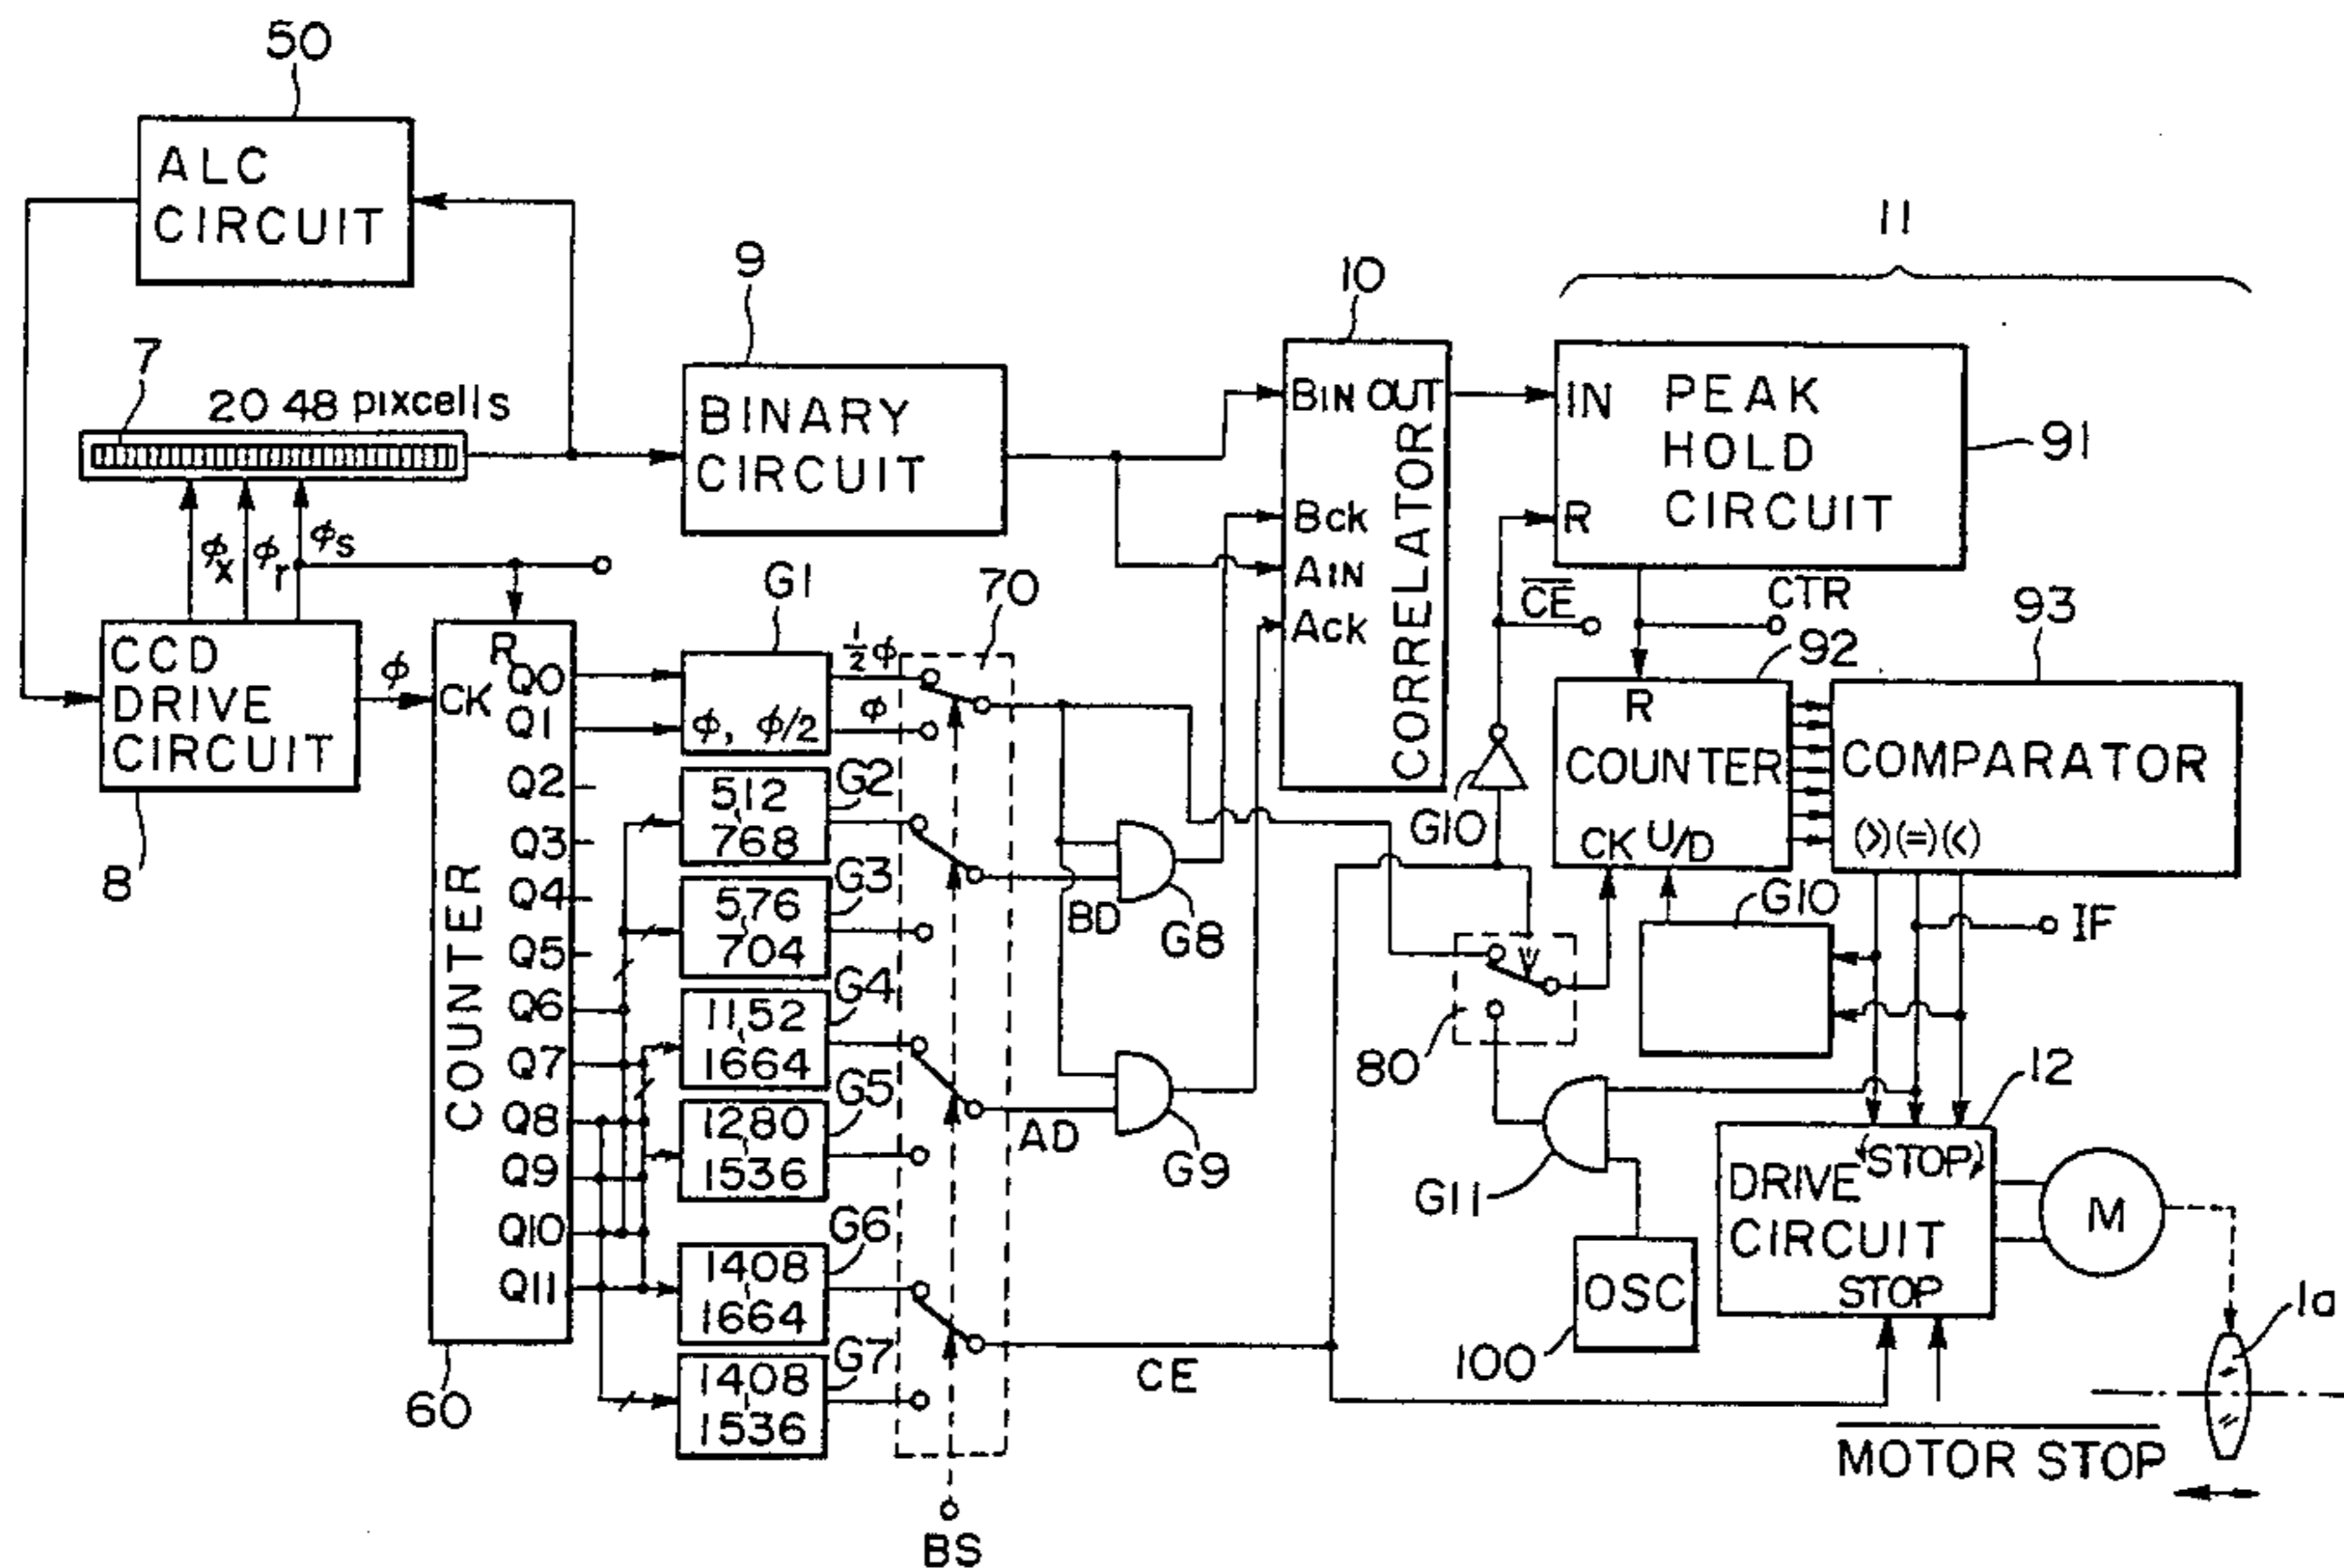 50
ALC
CIRCUIT
7
20 48 pixcells
9
BINARY
CIRCUIT
10
BIN OUT
Bck
AIN
Ack
CORRELATOR
11
IN
PEAK
HOLD
CIRCUIT
R
91
ϕx
ϕr
ϕs
CCD
DRIVE
CIRCUIT
8
ϕ
R
CK
COUNTER
Q0
Q1
Q2
Q3
Q4
Q5
Q6
Q7
Q8
Q9
Q10
Q11
60
G1
ϕ, ϕ/2
½ϕ
ϕ
70
G2
512
768
G3
576
704
G4
1152
1664
G5
1280
1536
G6
1408
1664
G7
1408
1536
BS
BD
G8
AD
G9
CE
C̅E̅
G10
CTR
92
R
COUNTER
CK U/D
93
COMPARATOR
(>) (=) (<)
G10
IF
80
G11
OSC
100
12
(STOP)
DRIVE
CIRCUIT
STOP
M
1a
M̅O̅T̅O̅R̅ S̅T̅O̅P̅